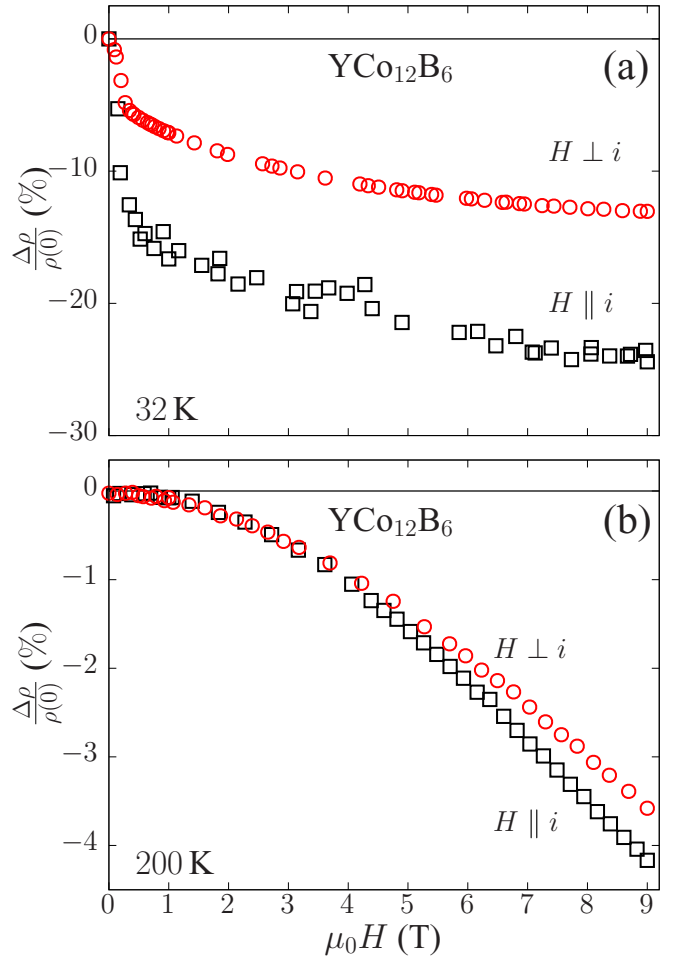 0
YCo₁₂B₆
(a)
−10
H ⊥ i
Δρ/ρ(0) (%)
−20
H ∥ i
32 K
−30
0
YCo₁₂B₆
(b)
−1
H ⊥ i
Δρ/ρ(0) (%)
−2
−3
H ∥ i
−4
200 K
0 1 2 3 4 5 6 7 8 9
μ₀H (T)